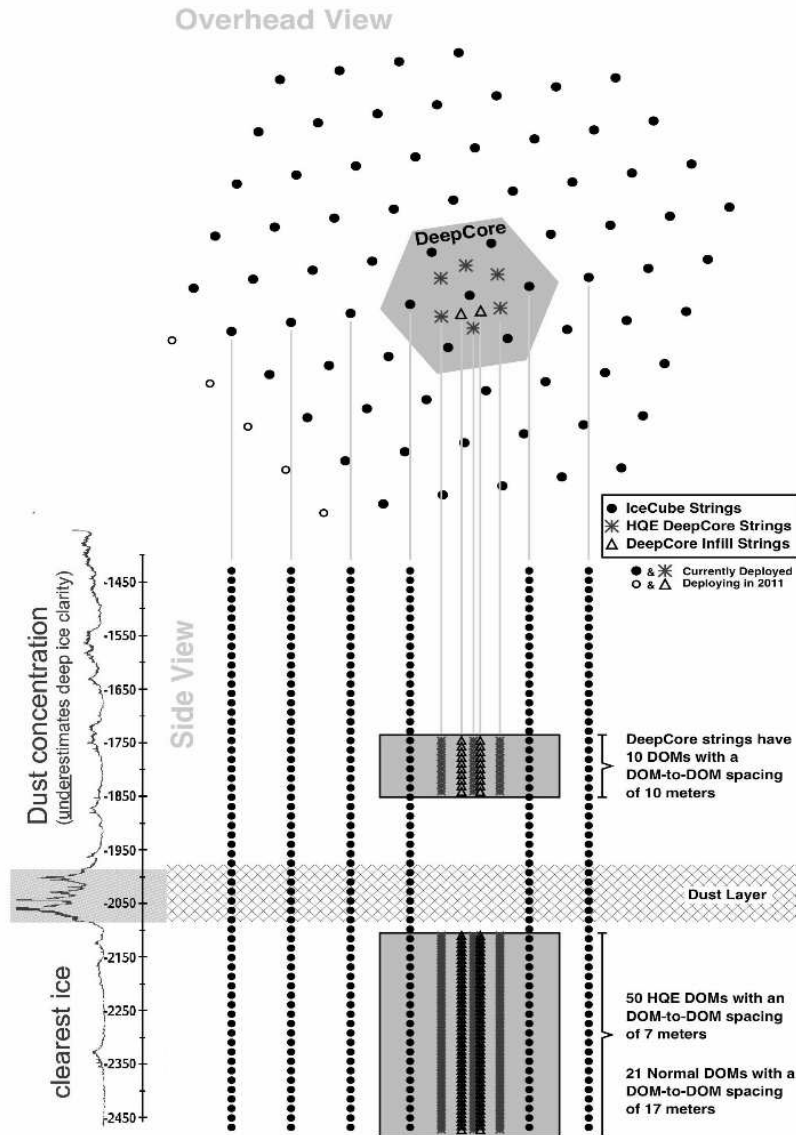 Overhead View
DeepCore
IceCube Strings
HQE DeepCore Strings
DeepCore Infill Strings
& Currently Deployed
& Deploying in 2011
Side View
Dust concentration
(underestimates deep ice clarity)
clearest ice
-1450
-1550
-1650
-1750
-1850
-1950
-2050
-2150
-2250
-2350
-2450
DeepCore strings have
10 DOMs with a
DOM-to-DOM spacing
of 10 meters
Dust Layer
50 HQE DOMs with an
DOM-to-DOM spacing
of 7 meters
21 Normal DOMs with a
DOM-to-DOM spacing
of 17 meters